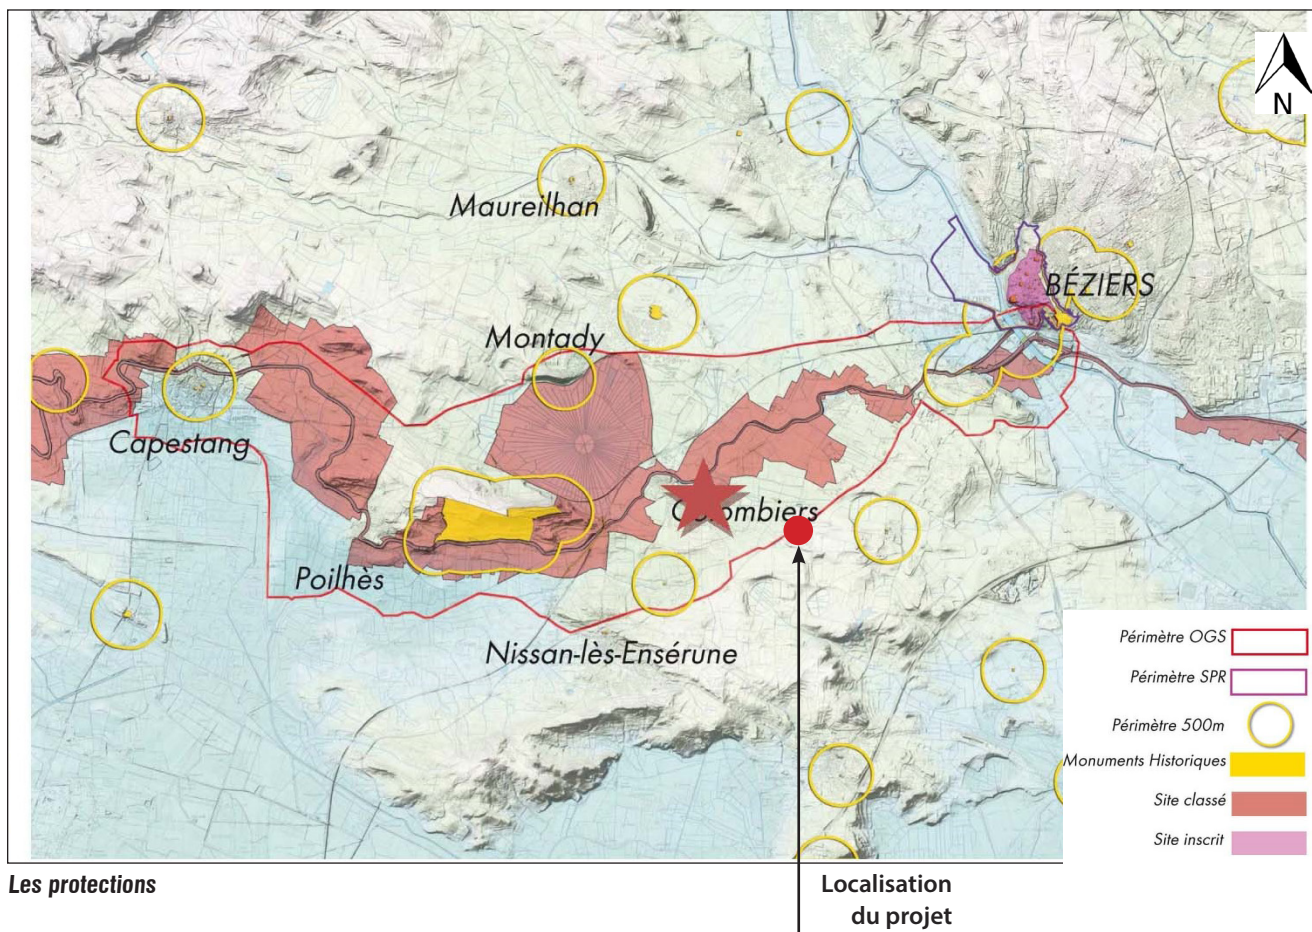 N
Maureilhan
BÉZIERS
Montady
Capestang
Colombiers
Poilhès
Nissan-lès-Ensérune
Périmètre OGS
Périmètre SPR
Périmètre 500m
Monuments Historiques
Site classé
Site inscrit
Les protections
Localisation
du projet